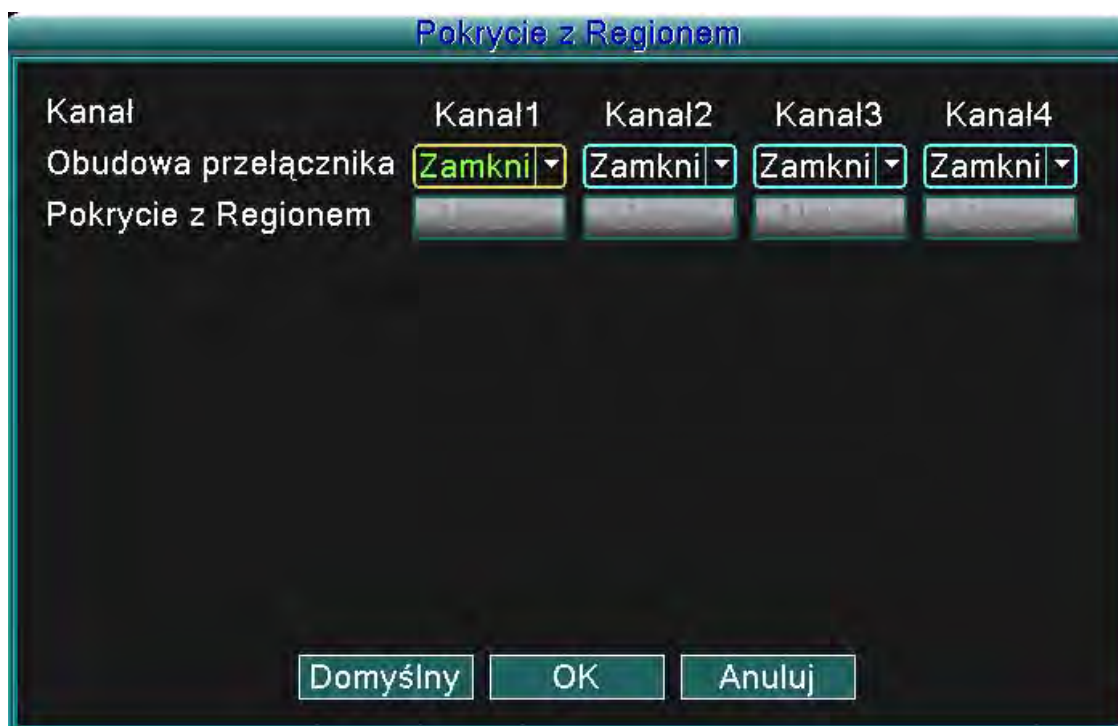 Pokrycie z Regionem
Kanał Kanał1 Kanał2 Kanał3 Kanał4
Obudowa przełącznika Zamkni Zamkni Zamkni Zamkni
Pokrycie z Regionem
Domyślny OK Anuluj